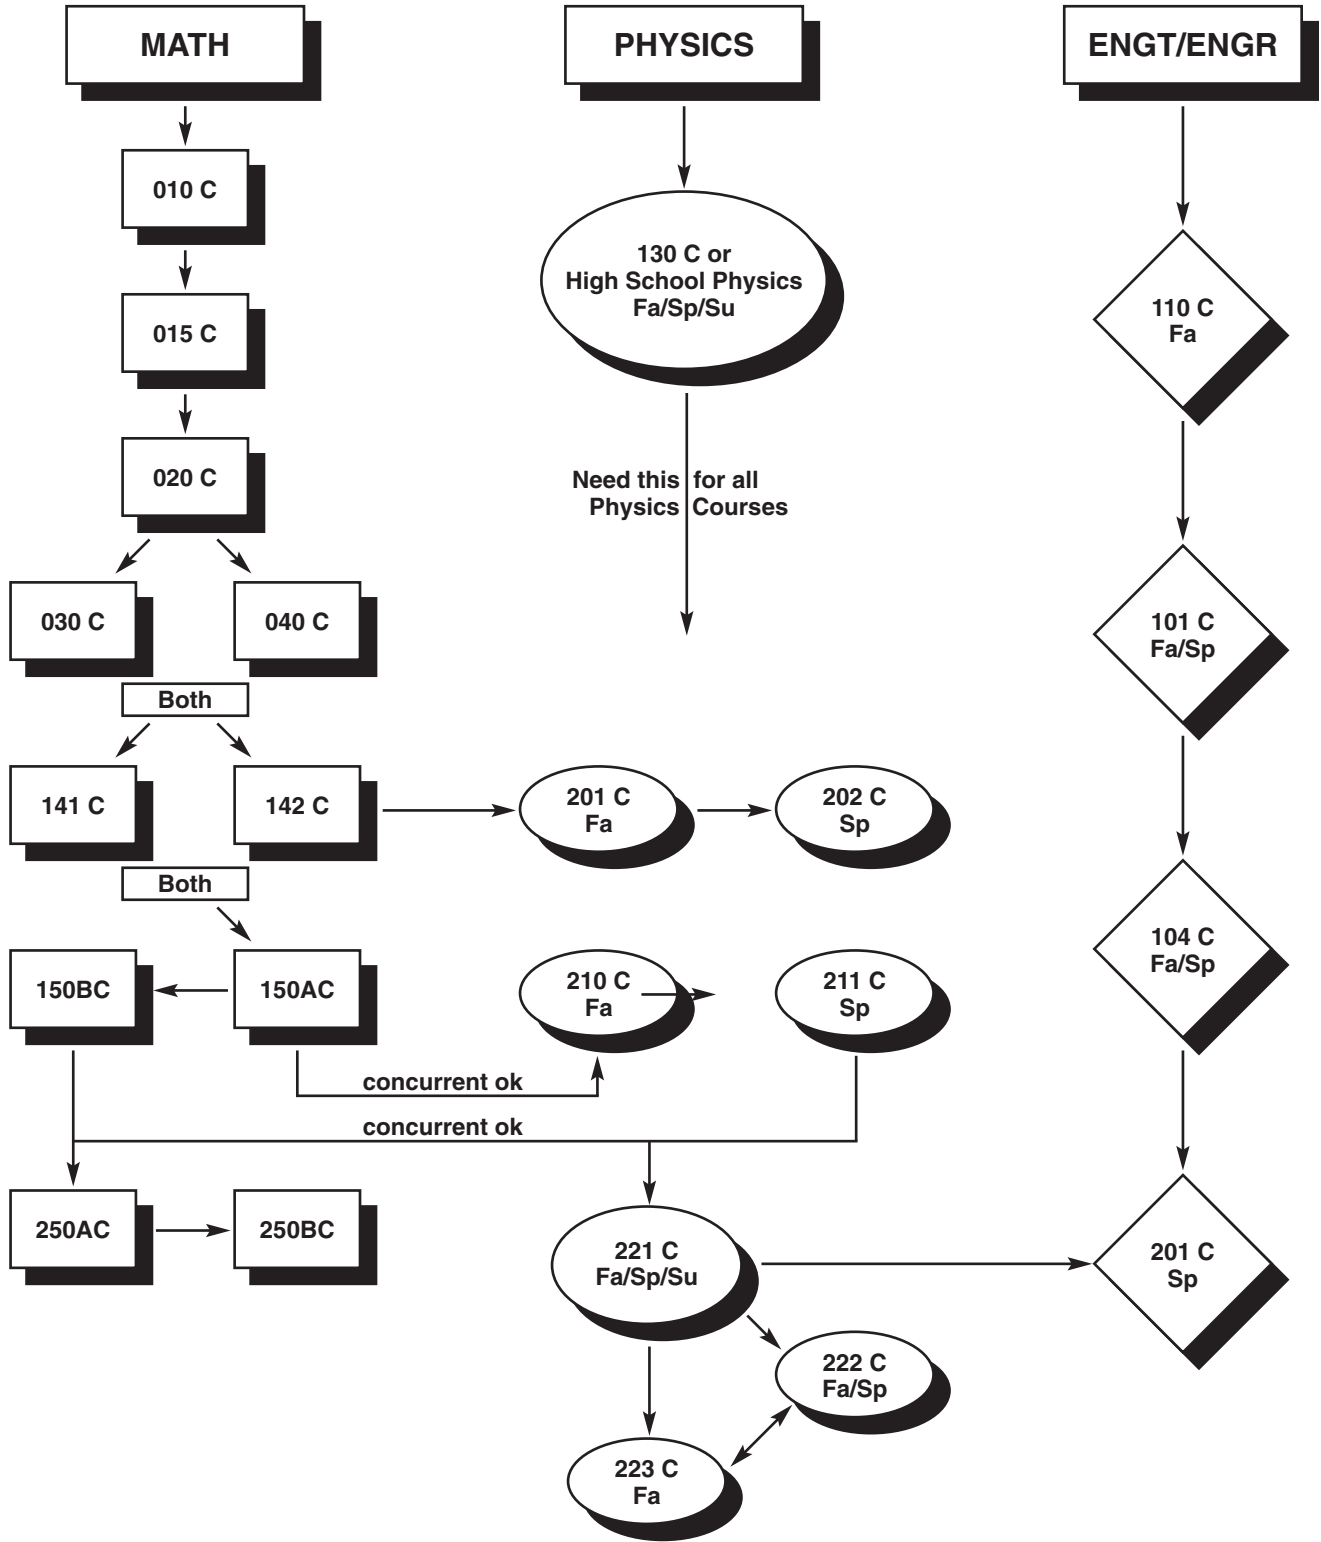 MATH
PHYSICS
ENGT/ENGR
010 C
130 C or
High School Physics
Fa/Sp/Su
015 C
110 C
Fa
020 C
Need this for all
Physics Courses
030 C
040 C
101 C
Fa/Sp
Both
141 C
142 C
201 C
Fa
202 C
Sp
Both
104 C
Fa/Sp
150BC
150AC
210 C
Fa
211 C
Sp
concurrent ok
concurrent ok
250AC
250BC
221 C
Fa/Sp/Su
201 C
Sp
222 C
Fa/Sp
223 C
Fa